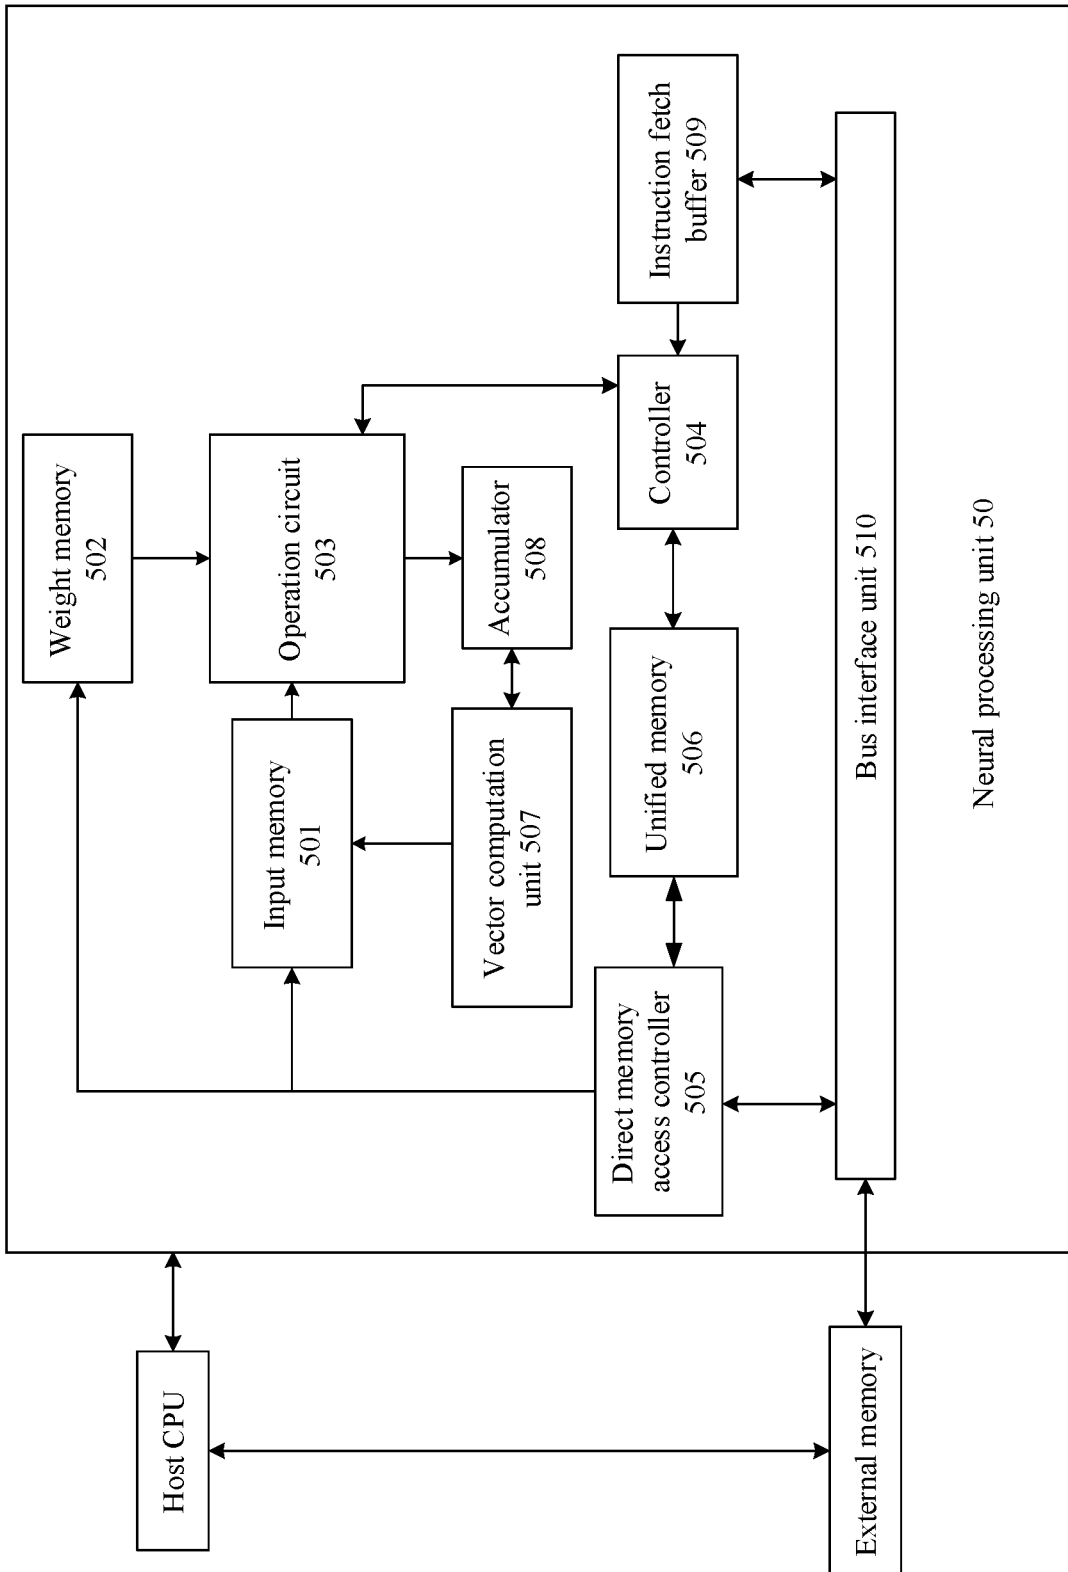 Host CPU
External memory
Weight memory
502
Input memory
501
Operation circuit
503
Vector computation
unit 507
Accumulator
508
Direct memory
access controller
505
Unified memory
506
Controller
504
Instruction fetch
buffer 509
Bus interface unit 510
Neural processing unit 50